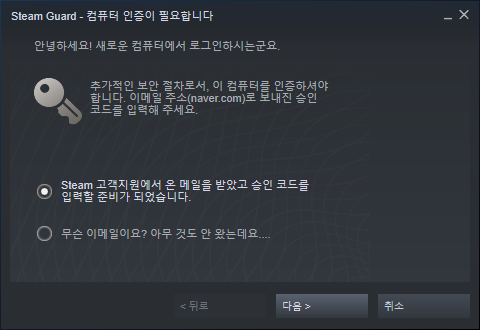 Steam Guard - 컴퓨터 인증이 필요합니다
안녕하세요! 새로운 컴퓨터에서 로그인하시는군요.
추가적인 보안 절차로서, 이 컴퓨터를 인증하셔야
합니다. 이메일 주소(naver.com)로 보내진 승인
코드를 입력해 주세요.
Steam 고객지원에서 온 메일을 받았고 승인 코드를
입력할 준비가 되었습니다.
무슨 이메일이요? 아무 것도 안 왔는데요....
< 뒤로
다음 >
취소